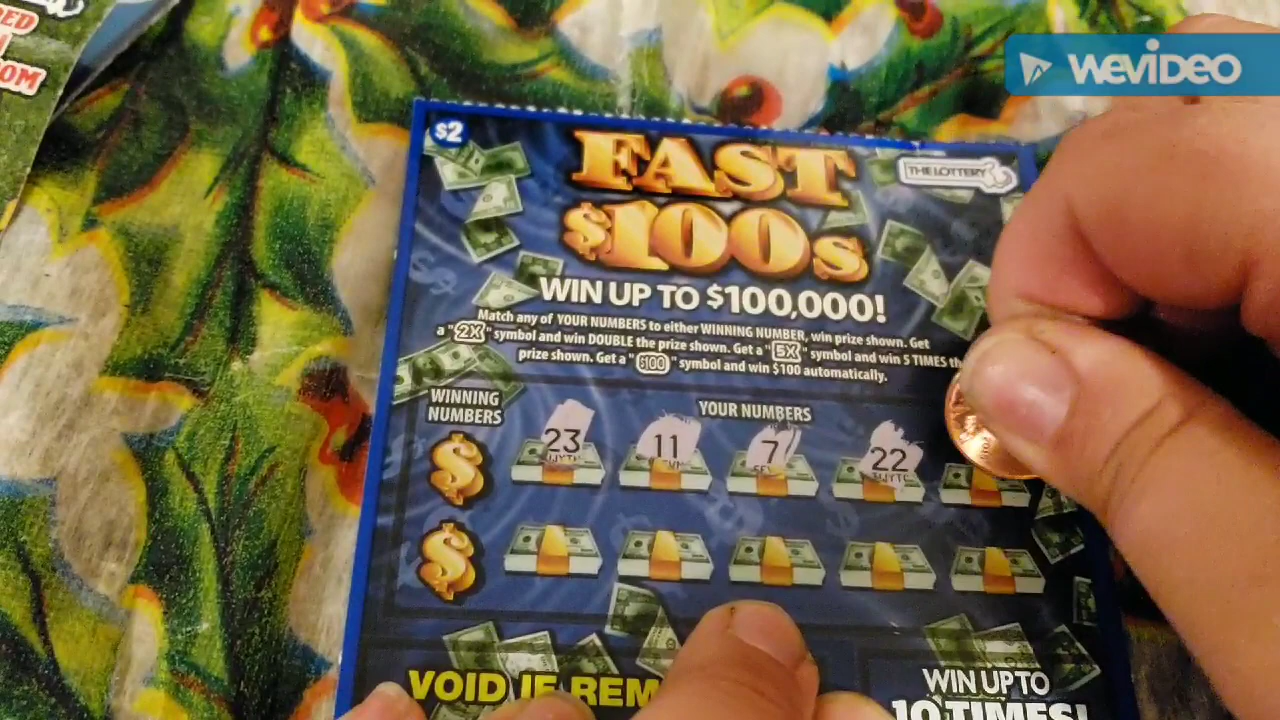 WEVIDEO
$2
FAST
$100s
THE LOTTERY
WIN UP TO $100,000!
Match any of YOUR NUMBERS to either WINNING NUMBER, win prize shown. Get
a "2X" symbol and win DOUBLE the prize shown. Get a "5X" symbol and win 5 TIMES
prize shown. Get a "$100" symbol and win $100 automatically.
WINNING
NUMBERS
YOUR NUMBERS
23
11
7
22
VOID IF
WIN UP TO
10 TIMES!